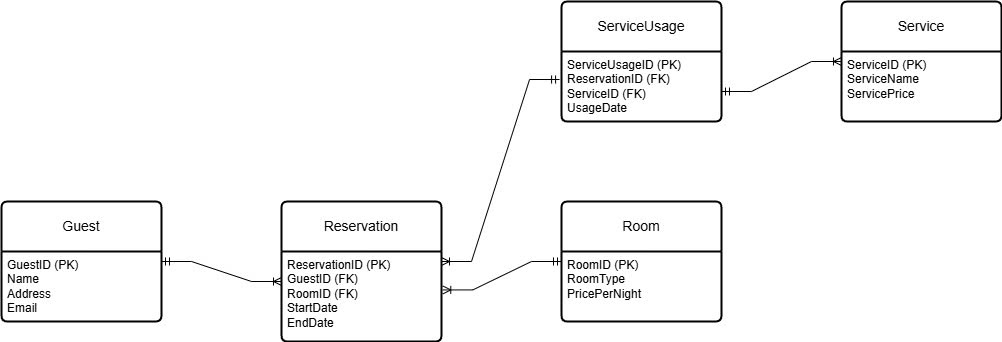 ServiceUsage
ServiceUsageID (PK)
ReservationID (FK)
ServiceID (FK)
UsageDate
Service
ServiceID (PK)
ServiceName
ServicePrice
Guest
GuestID (PK)
Name
Address
Email
Reservation
ReservationID (PK)
GuestID (FK)
RoomID (FK)
StartDate
EndDate
Room
RoomID (PK)
RoomType
PricePerNight